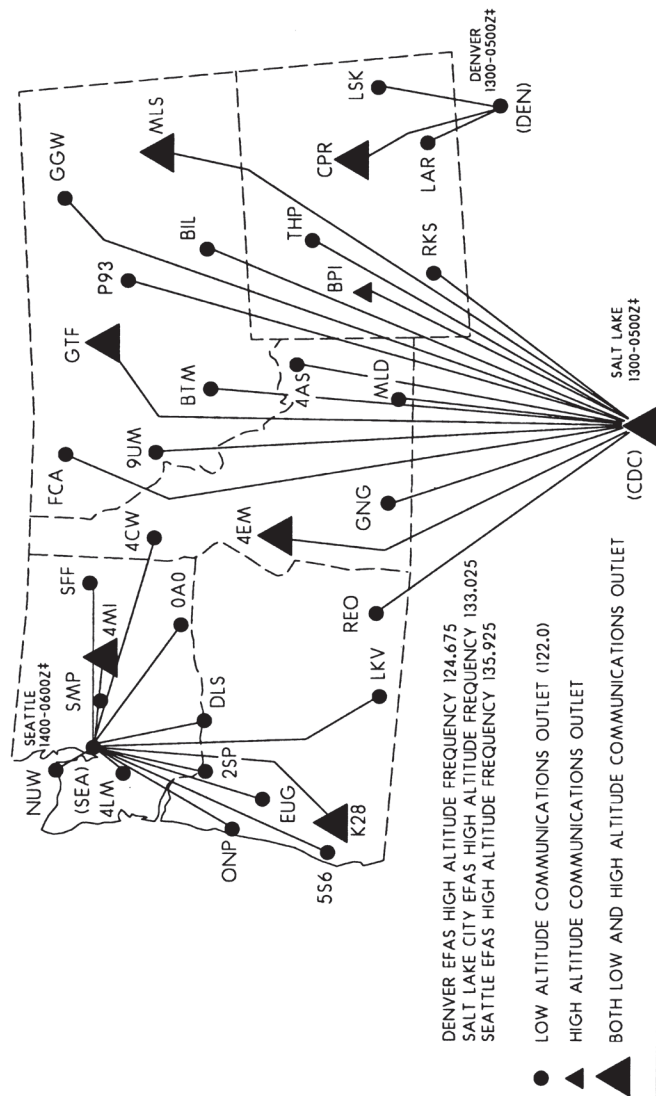 SEATTLE
1400-0600Z‡
NUW
(SEA)
4LM
SMP
4MI
SFF
4CW
0A0
DLS
2SP
ONP
EUG
5S6
K28
LKV
REO
FCA
9UM
GTF
BTM
P93
GGW
MLS
BIL
4EM
GNG
4AS
MLD
THP
BPI
RKS
CPR
LAR
LSK
DENVER
1300-0500Z‡
(DEN)
SALT LAKE
1300-0500Z‡
(CDC)
DENVER EFAS HIGH ALTITUDE FREQUENCY 124.675
SALT LAKE CITY EFAS HIGH ALTITUDE FREQUENCY 133.025
SEATTLE EFAS HIGH ALTITUDE FREQUENCY 135.925
LOW ALTITUDE COMMUNICATIONS OUTLET (122.0)
HIGH ALTITUDE COMMUNICATIONS OUTLET
BOTH LOW AND HIGH ALTITUDE COMMUNICATIONS OUTLET